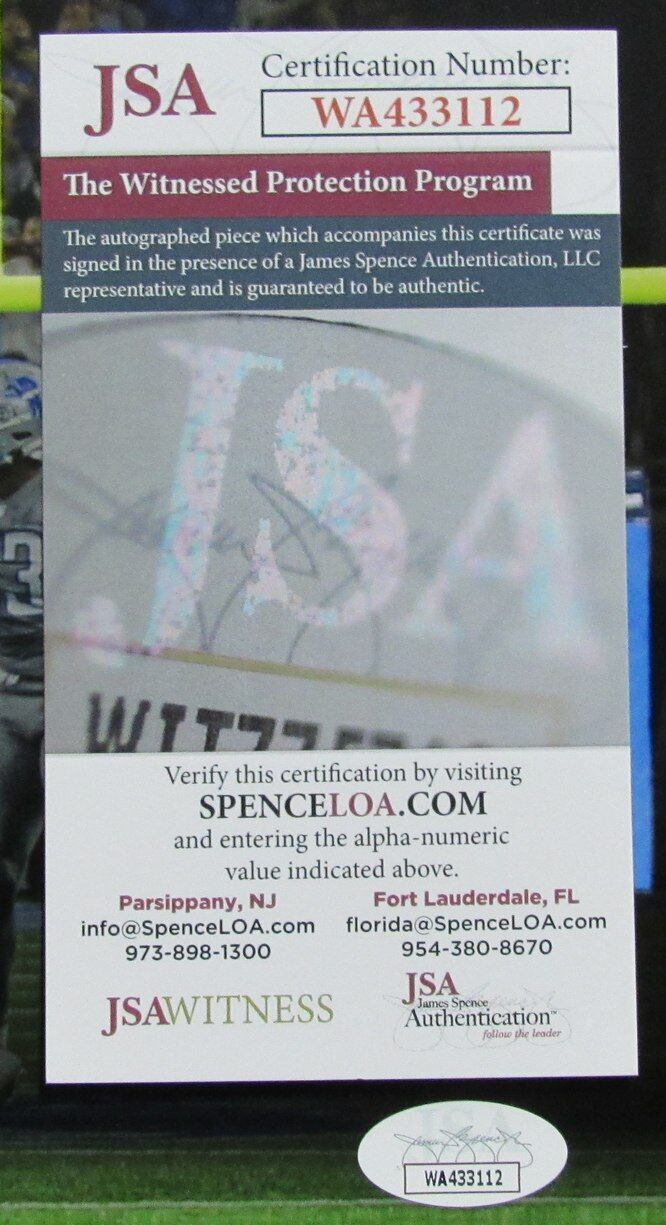 JSA
Certification Number:
WA433112
The Witnessed Protection Program
The autographed piece which accompanies this certificate was
signed in the presence of a James Spence Authentication, LLC
representative and is guaranteed to be authentic.
JSA
3
Verify this certification by visiting
SPENCELOA.COM
and entering the alpha-numeric
value indicated above.
Parsippany, NJ
info@SpenceLOA.com
973-898-1300
Fort Lauderdale, FL
florida@SpenceLOA.com
954-380-8670
JSAWITNESS
JSA
James Spence
Authentication™
follow the leader
JSA
WA433112